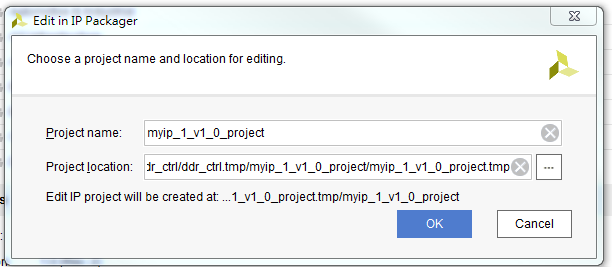 Edit in IP Packager
Choose a project name and location for editing.
Project name: myip_1_v1_0_project
Project location: dr_ctrl/ddr_ctrl.tmp/myip_1_v1_0_project/myip_1_v1_0_project.tmp ...
Edit IP project will be created at: ...1_v1_0_project.tmp/myip_1_v1_0_project
OK Cancel